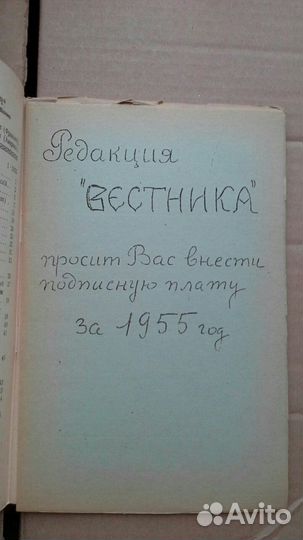 Редакция
"ВЕСТНИКА"
просит Вас внести
подписную плату
за 1955 год
Avito